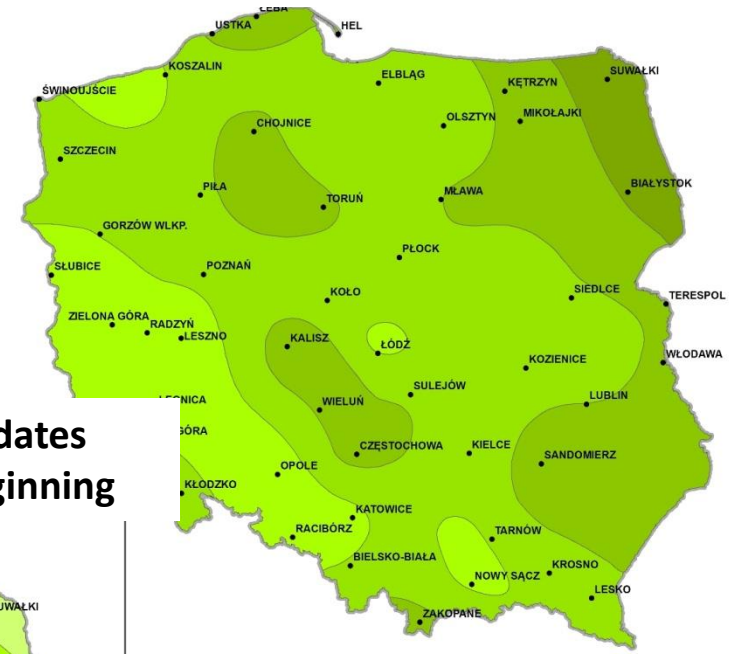 ŁEBA
USTKA
HEL
KOSZALIN
ELBLĄG
KĘTRZYN
SUWAŁKI
ŚWINOUJŚCIE
OLSZTYN
MIKOŁAJKI
CHOJNICE
SZCZECIN
PIŁA
TORUŃ
MŁAWA
BIAŁYSTOK
GORZÓW WLKP.
SŁUBICE
POZNAŃ
PŁOCK
KOŁO
SIEDLCE
TERESPOL
ZIELONA GÓRA
RADZYŃ
LESZNO
KALISZ
ŁÓDŹ
KOZIENICE
WŁODAWA
SULEJÓW
LUBLIN
WIELUŃ
dates
GÓRA
ginning
CZĘSTOCHOWA
KIELCE
SANDOMIERZ
OPOLE
KŁODZKO
KATOWICE
RACIBÓRZ
TARNÓW
BIELSKO-BIAŁA
KROSNO
NOWY SĄCZ
LESKO
ZAKOPANE
UWAŁKI